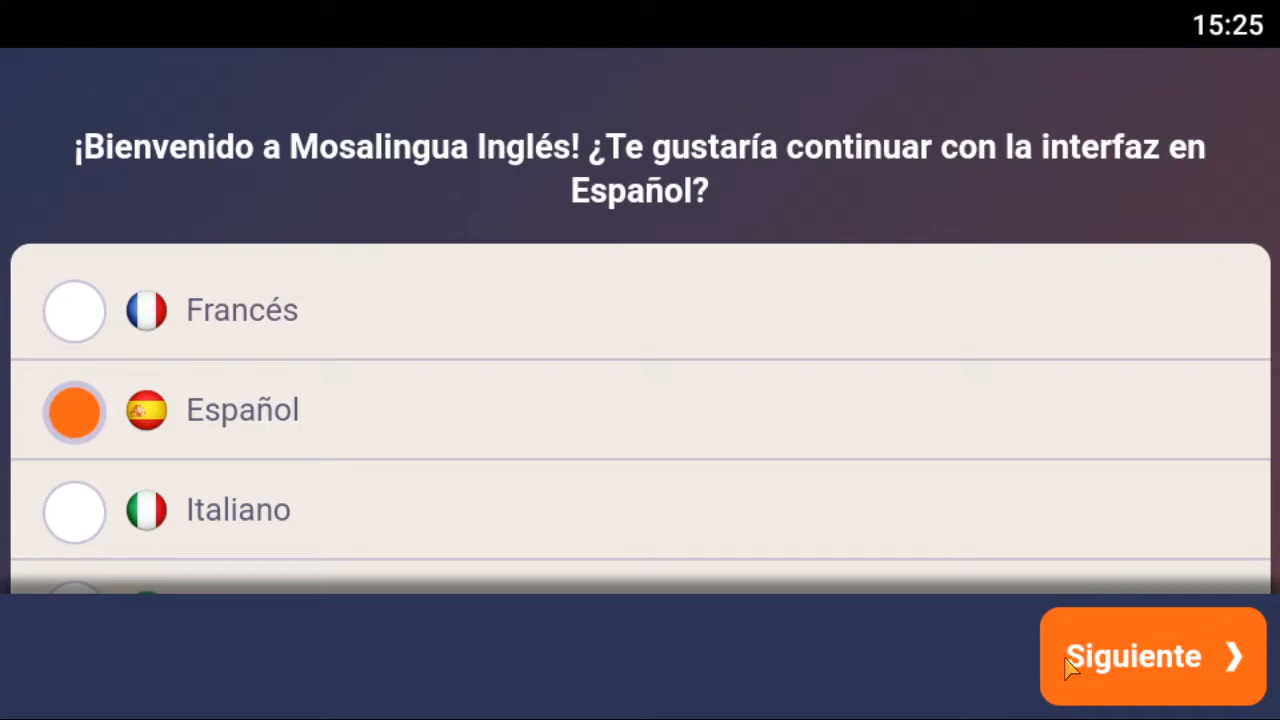 15:25
¡Bienvenido a Mosalingua Inglés! ¿Te gustaría continuar con la interfaz en
Español?
Francés
Español
Italiano
Siguiente ❯